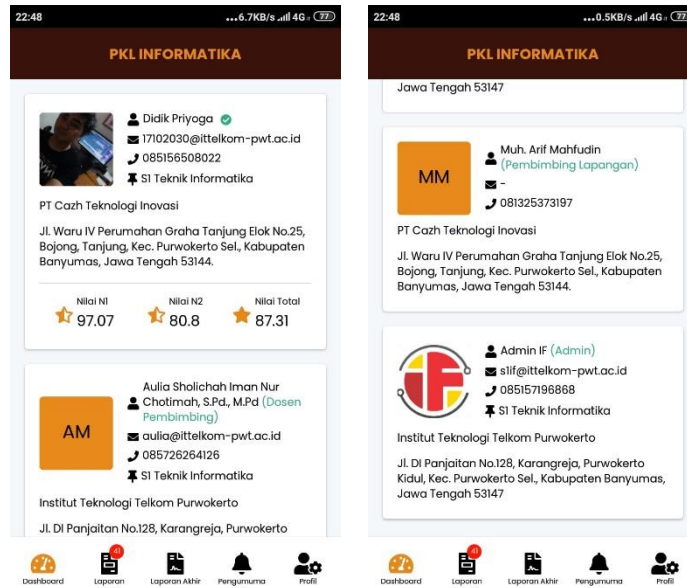 22:48
...6.7KB/s 4G 77
PKL INFORMATIKA
Didik Priyoga
17102030@ittelkom-pwt.ac.id
085156508022
S1 Teknik Informatika
PT Cazh Teknologi Inovasi
Jl. Waru IV Perumahan Graha Tanjung Elok No.25,
Bojong, Tanjung, Kec. Purwokerto Sel., Kabupaten
Banyumas, Jawa Tengah 53144.
Nilai N1
97.07
Nilai N2
80.8
Nilai Total
87.31
AM
Aulia Sholichah Iman Nur
Chotimah, S.Pd., M.Pd (Dosen
Pembimbing)
aulia@ittelkom-pwt.ac.id
085726264126
S1 Teknik Informatika
Institut Teknologi Telkom Purwokerto
Jl. DI Panjaitan No.128, Karangreja, Purwokerto
Dashboard
41
Laporan
Laporan Akhir
Pengumuma
Profil
22:48
...0.5KB/s 4G 77
PKL INFORMATIKA
Jawa Tengah 53147
MM
Muh. Arif Mahfudin
(Pembimbing Lapangan)
-
081325373197
PT Cazh Teknologi Inovasi
Jl. Waru IV Perumahan Graha Tanjung Elok No.25,
Bojong, Tanjung, Kec. Purwokerto Sel., Kabupaten
Banyumas, Jawa Tengah 53144.
if
Admin IF (Admin)
s1if@ittelkom-pwt.ac.id
085157196868
S1 Teknik Informatika
Institut Teknologi Telkom Purwokerto
Jl. DI Panjaitan No.128, Karangreja, Purwokerto
Kidul, Kec. Purwokerto Sel., Kabupaten Banyumas,
Jawa Tengah 53147
Dashboard
41
Laporan
Laporan Akhir
Pengumuma
Profil